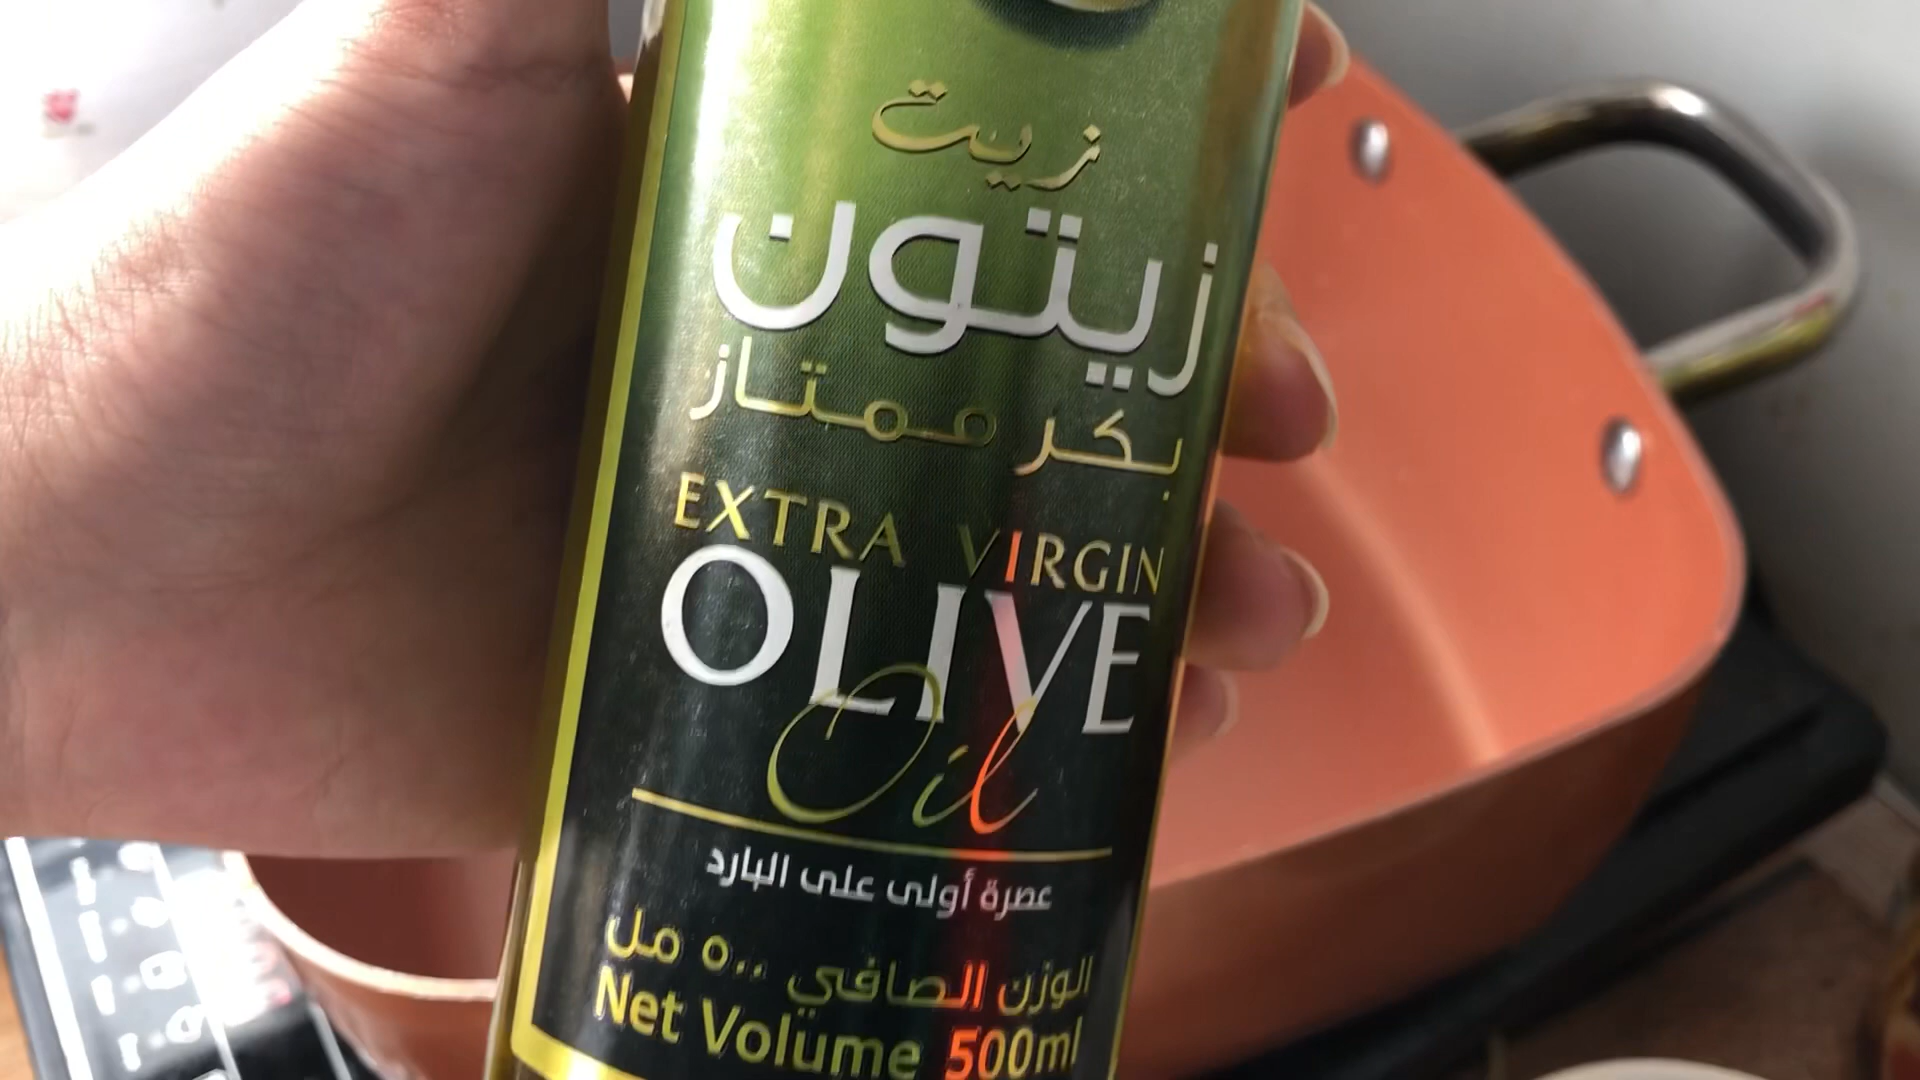 زيت
زيتون
بكر ممتاز
EXTRA VIRGIN
OLIVE
Oil
عصرة أولى على البارد
الوزن الصافي ٥٠٠ مل
Net Volume 500ml